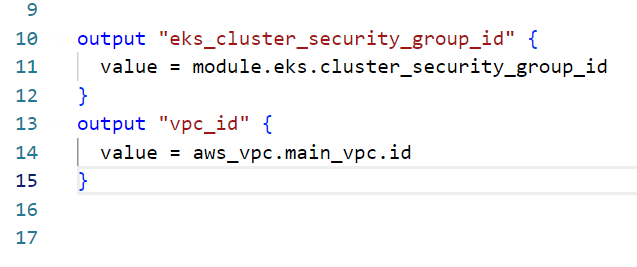 9
10 output "eks_cluster_security_group_id" {
11   value = module.eks.cluster_security_group_id
12 }
13 output "vpc_id" {
14   value = aws_vpc.main_vpc.id
15 }
16
17